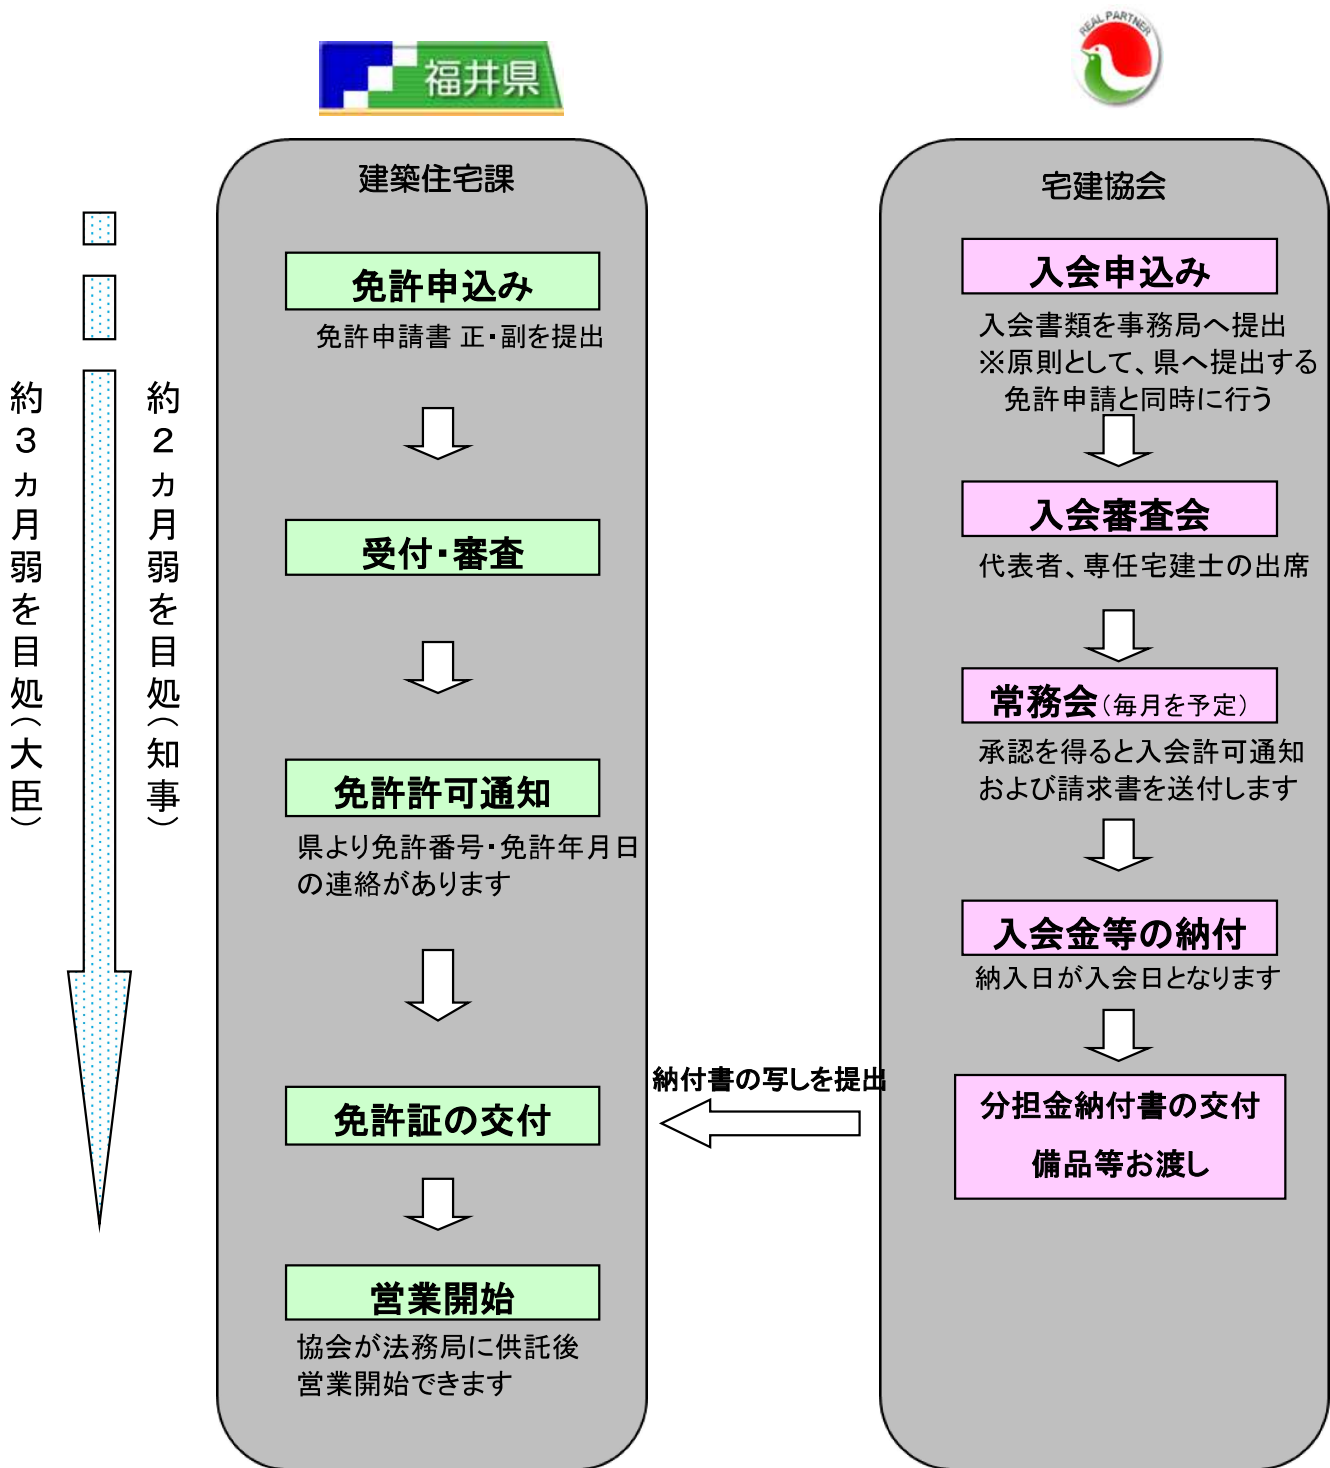 福井県
REAL PARTNER
約3ヵ月弱を目処(大臣)
約2ヵ月弱を目処(知事)
建築住宅課
免許申込み
免許申請書 正・副を提出
受付・審査
免許許可通知
県より免許番号・免許年月日
の連絡があります
免許証の交付
営業開始
協会が法務局に供託後
営業開始できます
納付書の写しを提出
宅建協会
入会申込み
入会書類を事務局へ提出
※原則として、県へ提出する
免許申請と同時に行う
入会審査会
代表者、専任宅建士の出席
常務会(毎月を予定)
承認を得ると入会許可通知
および請求書を送付します
入会金等の納付
納入日が入会日となります
分担金納付書の交付
備品等お渡し